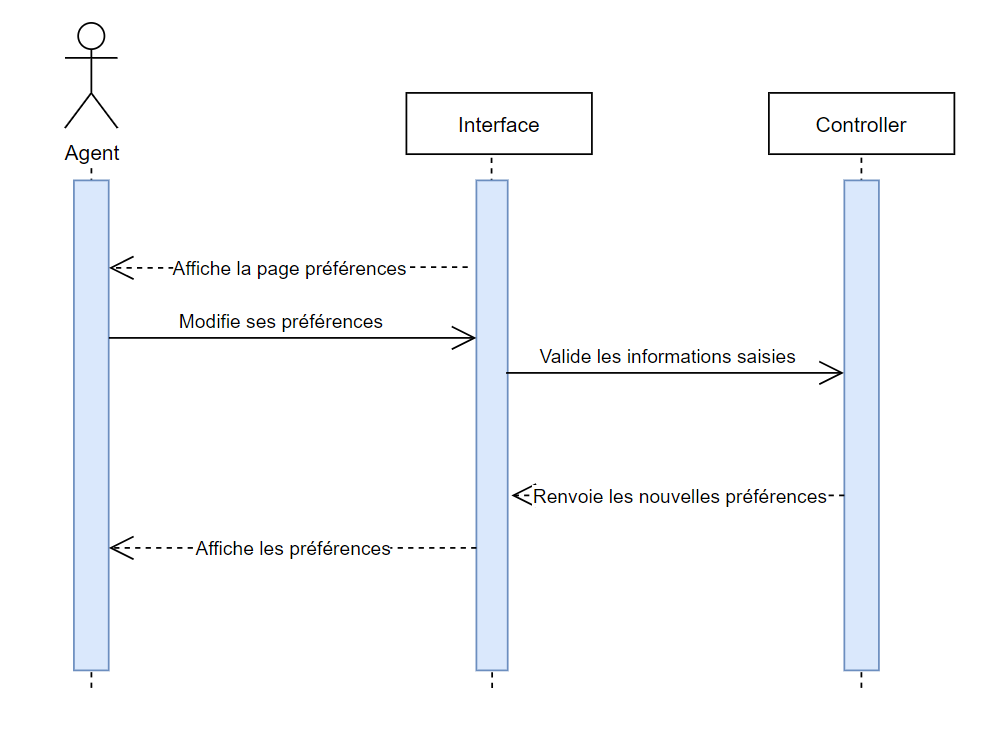 Agent
Interface
Controller
Affiche la page préférences
Modifie ses préférences
Valide les informations saisies
Renvoie les nouvelles préférences
Affiche les préférences